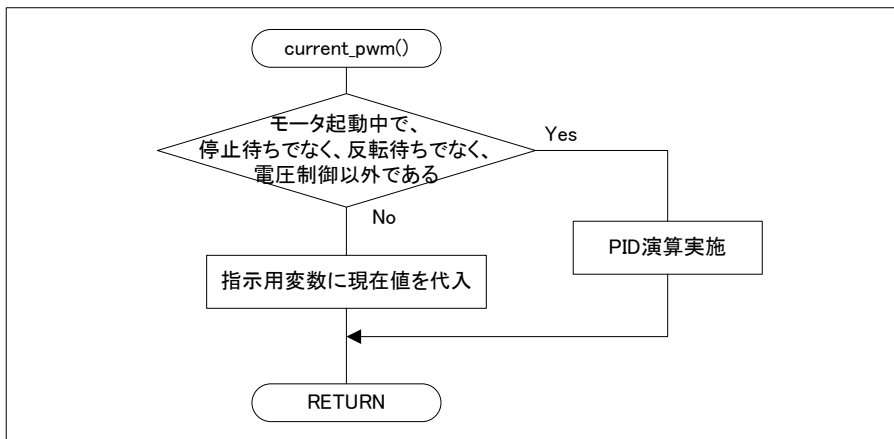 current_pwm()
モータ起動中で、
停止待ちでなく、反転待ちでなく、
電圧制御以外である
Yes
No
PID演算実施
指示用変数に現在値を代入
RETURN